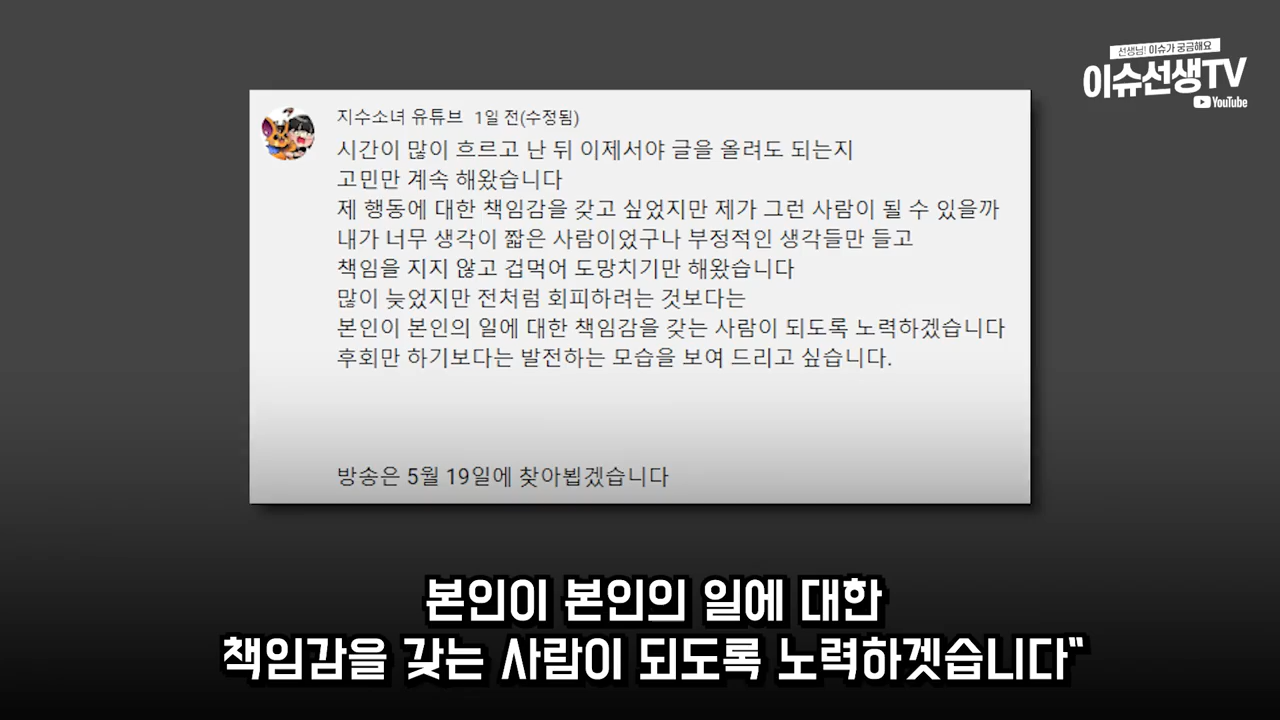 선생님! 이슈가 궁금해요
이슈선생TV
YouTube
지수소녀 유튜브 1일 전(수정됨)
시간이 많이 흐르고 난 뒤 이제서야 글을 올려도 되는지
고민만 계속 해왔습니다
제 행동에 대한 책임감을 갖고 싶었지만 제가 그런 사람이 될 수 있을까
내가 너무 생각이 짧은 사람이었구나 부정적인 생각들만 들고
책임을 지지 않고 겁먹어 도망치기만 해왔습니다
많이 늦었지만 전처럼 회피하려는 것보다는
본인이 본인의 일에 대한 책임감을 갖는 사람이 되도록 노력하겠습니다
후회만 하기보다는 발전하는 모습을 보여 드리고 싶습니다.
방송은 5월 19일에 찾아뵙겠습니다
본인이 본인의 일에 대한
책임감을 갖는 사람이 되도록 노력하겟습니다"